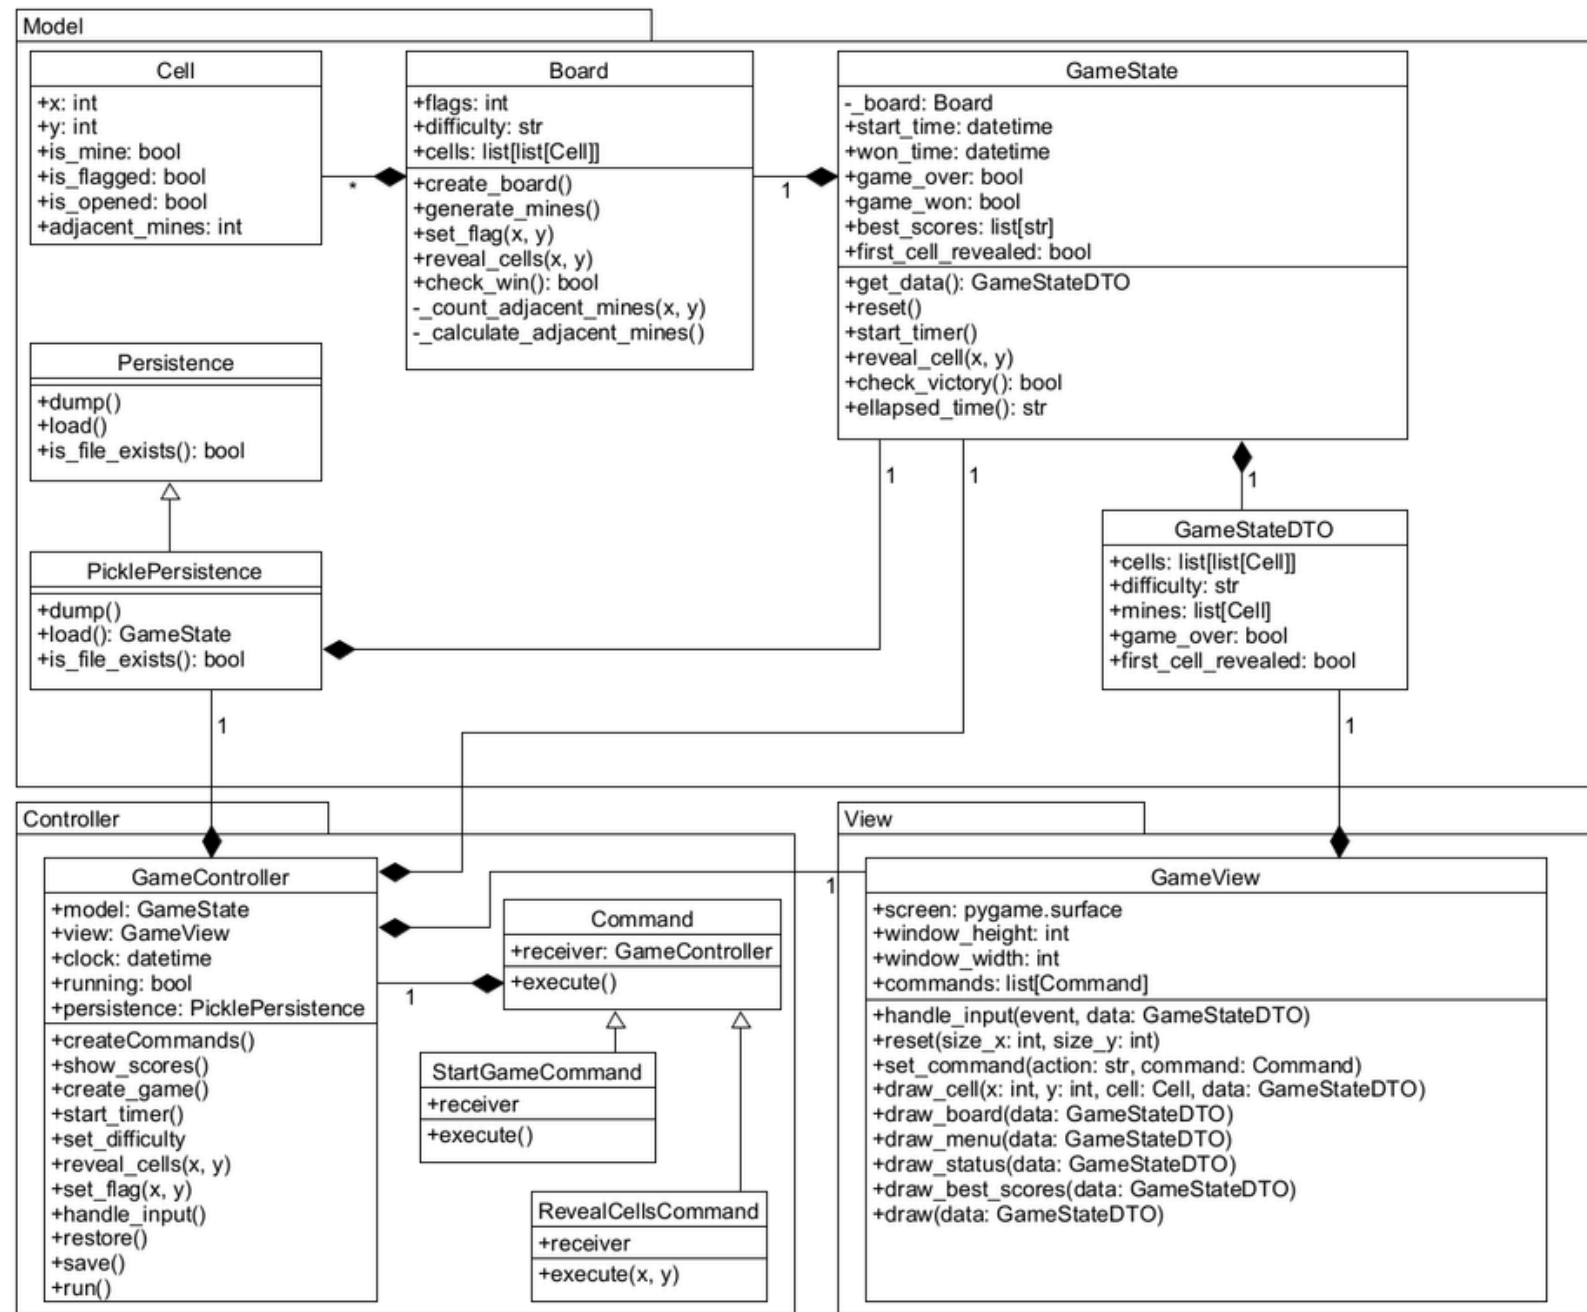 Model
Cell
+x: int
+y: int
+is_mine: bool
+is_flagged: bool
+is_opened: bool
+adjacent_mines: int
*
Board
+flags: int
+difficulty: str
+cells: list[list[Cell]]
+create_board()
+generate_mines()
+set_flag(x, y)
+reveal_cells(x, y)
+check_win(): bool
-_count_adjacent_mines(x, y)
-_calculate_adjacent_mines()
1
GameState
-_board: Board
+start_time: datetime
+won_time: datetime
+game_over: bool
+game_won: bool
+best_scores: list[str]
+first_cell_revealed: bool
+get_data(): GameStateDTO
+reset()
+start_timer()
+reveal_cell(x, y)
+check_victory(): bool
+ellapsed_time(): str
1
1
1
Persistence
+dump()
+load()
+is_file_exists(): bool
PicklePersistence
+dump()
+load(): GameState
+is_file_exists(): bool
1
GameStateDTO
+cells: list[list[Cell]]
+difficulty: str
+mines: list[Cell]
+game_over: bool
+first_cell_revealed: bool
1
Controller
GameController
+model: GameState
+view: GameView
+clock: datetime
+running: bool
+persistence: PicklePersistence
+createCommands()
+show_scores()
+create_game()
+start_timer()
+set_difficulty
+reveal_cells(x, y)
+set_flag(x, y)
+handle_input()
+restore()
+save()
+run()
1
Command
+receiver: GameController
+execute()
StartGameCommand
+receiver
+execute()
RevealCellsCommand
+receiver
+execute(x, y)
1
View
GameView
+screen: pygame.surface
+window_height: int
+window_width: int
+commands: list[Command]
+handle_input(event, data: GameStateDTO)
+reset(size_x: int, size_y: int)
+set_command(action: str, command: Command)
+draw_cell(x: int, y: int, cell: Cell, data: GameStateDTO)
+draw_board(data: GameStateDTO)
+draw_menu(data: GameStateDTO)
+draw_status(data: GameStateDTO)
+draw_best_scores(data: GameStateDTO)
+draw(data: GameStateDTO)